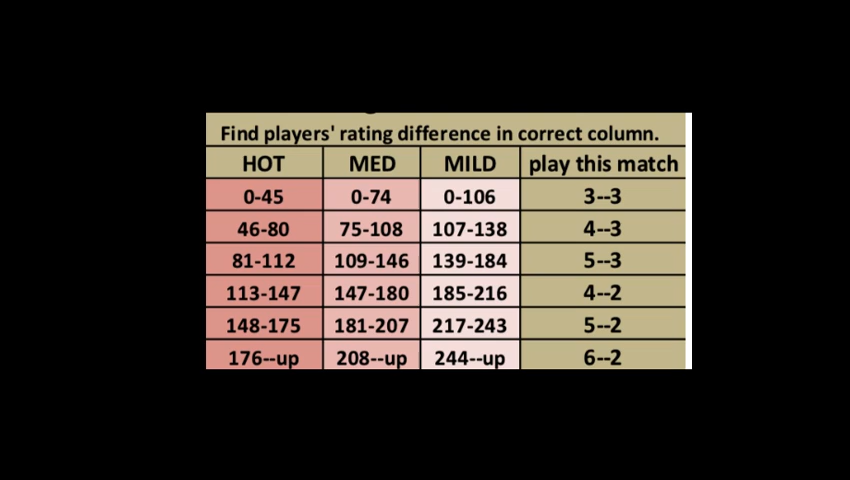 Find players' rating difference in correct column.
HOT MED MILD play this match
0-45 0-74 0-106 3--3
46-80 75-108 107-138 4--3
81-112 109-146 139-184 5--3
113-147 147-180 185-216 4--2
148-175 181-207 217-243 5--2
176--up 208--up 244--up 6--2